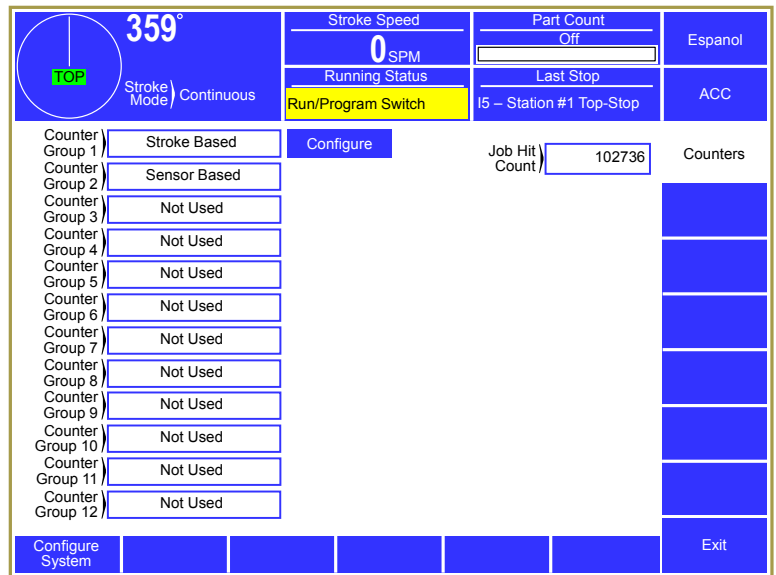 359°
TOP
Stroke Mode Continuous
Stroke Speed
0 SPM
Part Count
Off
Espanol
Running Status
Run/Program Switch
Last Stop
I5 – Station #1 Top-Stop
ACC
Counter Group 1 Stroke Based
Configure
Job Hit Count 102736
Counters
Counter Group 2 Sensor Based
Counter Group 3 Not Used
Counter Group 4 Not Used
Counter Group 5 Not Used
Counter Group 6 Not Used
Counter Group 7 Not Used
Counter Group 8 Not Used
Counter Group 9 Not Used
Counter Group 10 Not Used
Counter Group 11 Not Used
Counter Group 12 Not Used
Configure System
Exit